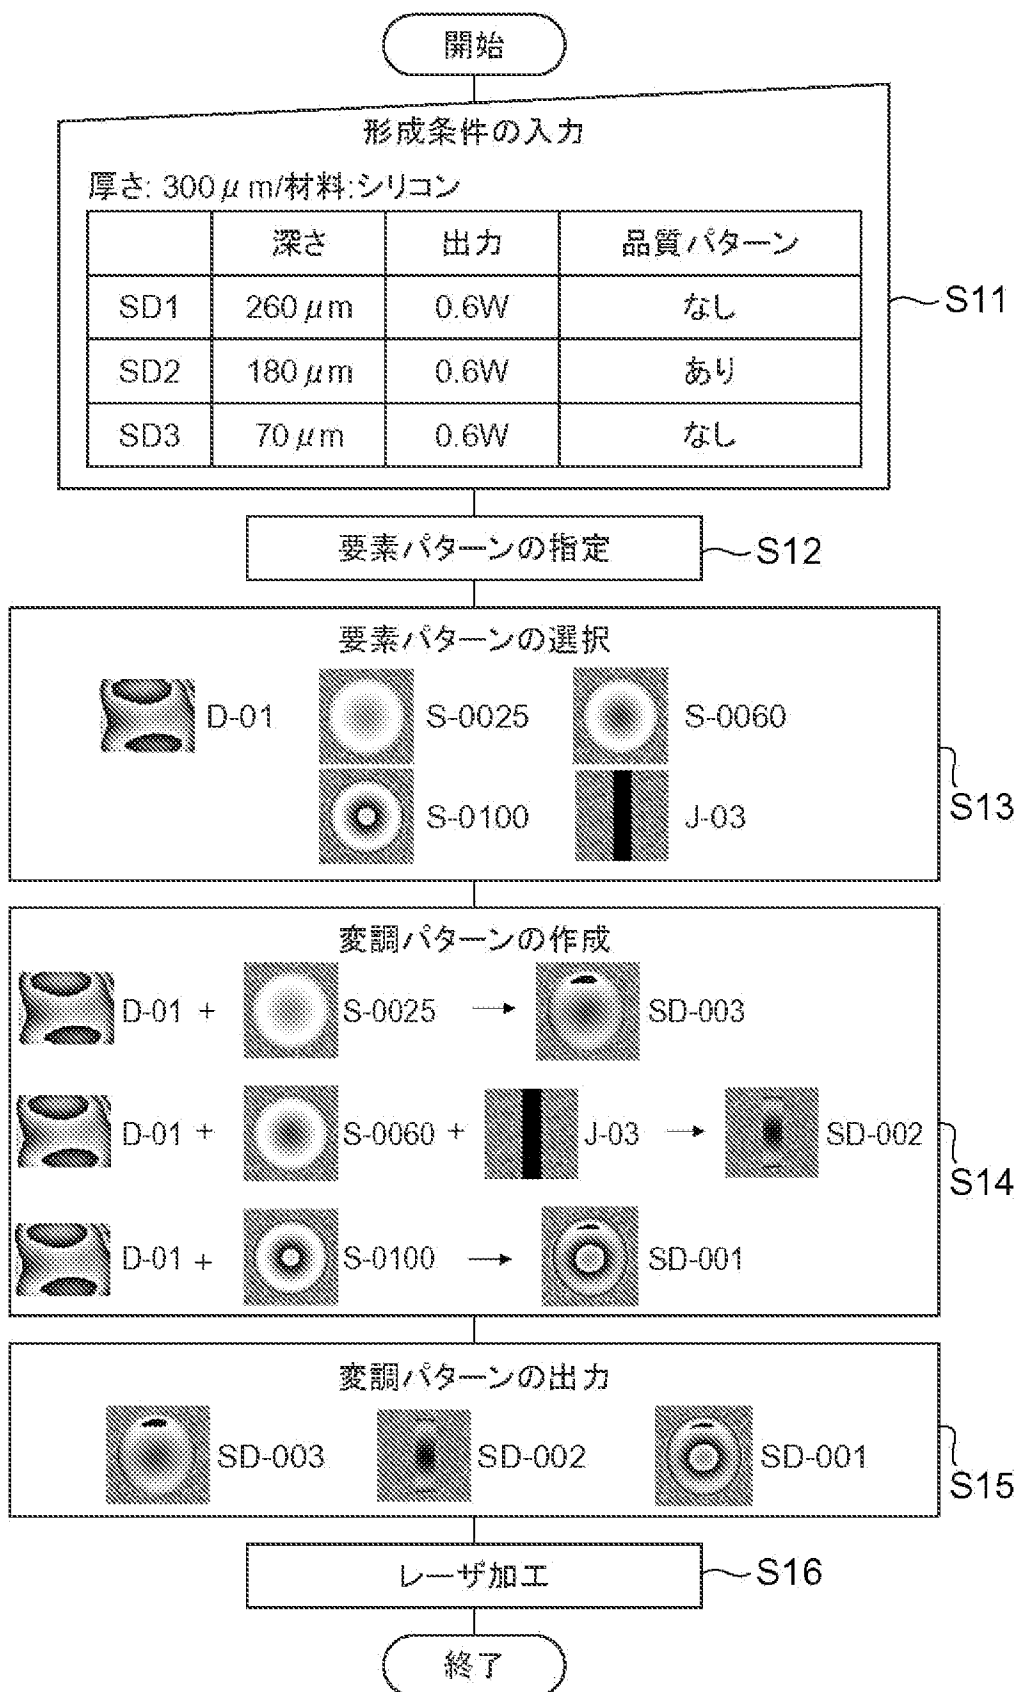 開始
形成条件の入力
厚さ: 300μm/材料:シリコン
深さ 出力 品質パターン
SD1 260μm 0.6W なし
SD2 180μm 0.6W あり
SD3 70μm 0.6W なし
S11
要素パターンの指定
S12
要素パターンの選択
D-01 S-0025 S-0060
S-0100 J-03
S13
変調パターンの作成
D-01 + S-0025 → SD-003
D-01 + S-0060 + J-03 → SD-002
D-01 + S-0100 → SD-001
S14
変調パターンの出力
SD-003 SD-002 SD-001
S15
レーザ加工
S16
終了